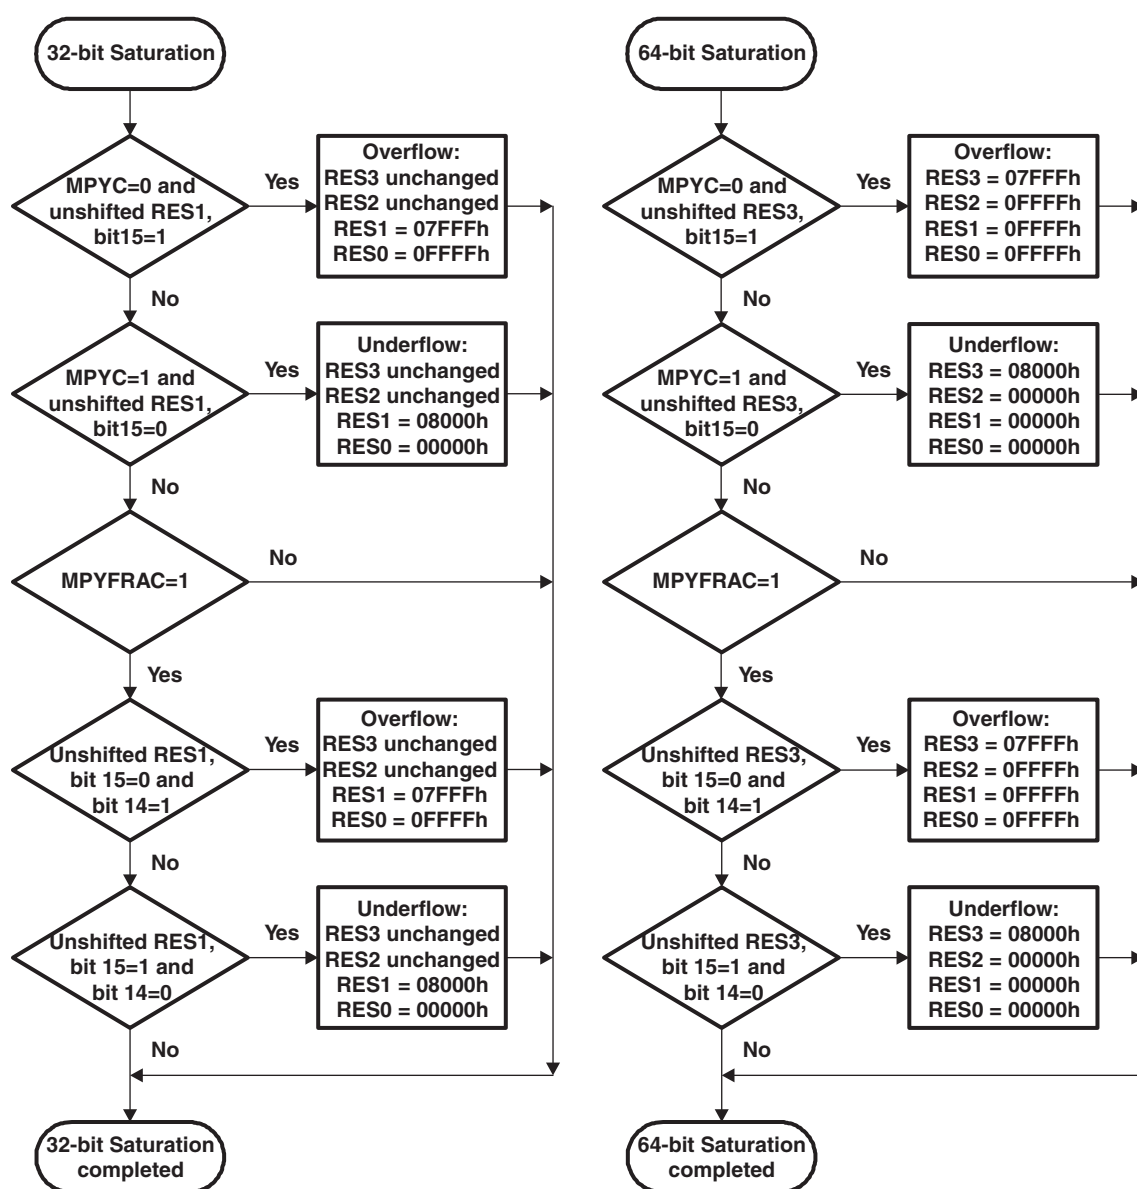 32-bit Saturation
MPYC=0 and
unshifted RES1,
bit15=1
Yes
Overflow:
RES3 unchanged
RES2 unchanged
RES1 = 07FFFh
RES0 = 0FFFFh
No
MPYC=1 and
unshifted RES1,
bit15=0
Yes
Underflow:
RES3 unchanged
RES2 unchanged
RES1 = 08000h
RES0 = 00000h
No
MPYFRAC=1
No
Yes
Unshifted RES1,
bit 15=0 and
bit 14=1
Yes
Overflow:
RES3 unchanged
RES2 unchanged
RES1 = 07FFFh
RES0 = 0FFFFh
No
Unshifted RES1,
bit 15=1 and
bit 14=0
Yes
Underflow:
RES3 unchanged
RES2 unchanged
RES1 = 08000h
RES0 = 00000h
No
32-bit Saturation
completed
64-bit Saturation
MPYC=0 and
unshifted RES3,
bit15=1
Yes
Overflow:
RES3 = 07FFFh
RES2 = 0FFFFh
RES1 = 0FFFFh
RES0 = 0FFFFh
No
MPYC=1 and
unshifted RES3,
bit15=0
Yes
Underflow:
RES3 = 08000h
RES2 = 00000h
RES1 = 00000h
RES0 = 00000h
No
MPYFRAC=1
No
Yes
Unshifted RES3,
bit 15=0 and
bit 14=1
Yes
Overflow:
RES3 = 07FFFh
RES2 = 0FFFFh
RES1 = 0FFFFh
RES0 = 0FFFFh
No
Unshifted RES3,
bit 15=1 and
bit 14=0
Yes
Underflow:
RES3 = 08000h
RES2 = 00000h
RES1 = 00000h
RES0 = 00000h
No
64-bit Saturation
completed